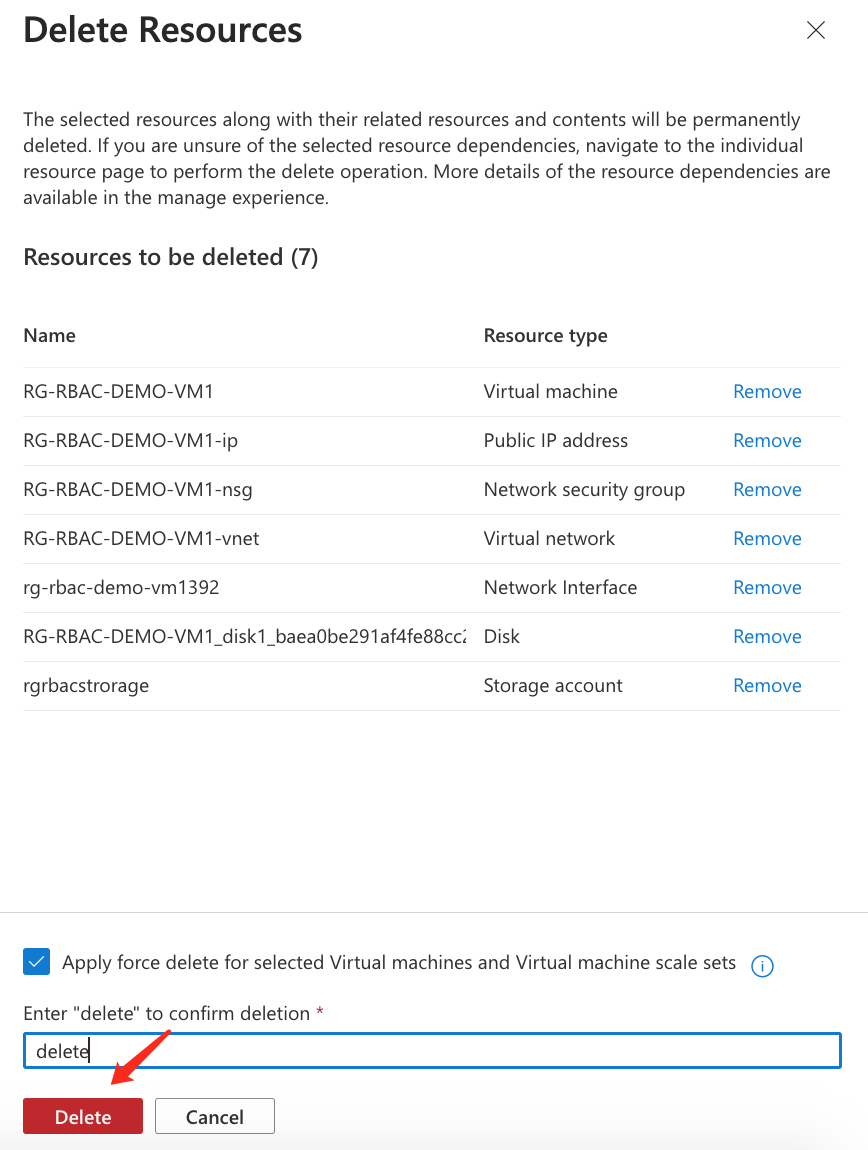 Delete Resources
The selected resources along with their related resources and contents will be permanently
deleted. If you are unsure of the selected resource dependencies, navigate to the individual
resource page to perform the delete operation. More details of the resource dependencies are
available in the manage experience.
Resources to be deleted (7)
Name Resource type
RG-RBAC-DEMO-VM1 Virtual machine Remove
RG-RBAC-DEMO-VM1-ip Public IP address Remove
RG-RBAC-DEMO-VM1-nsg Network security group Remove
RG-RBAC-DEMO-VM1-vnet Virtual network Remove
rg-rbac-demo-vm1392 Network Interface Remove
RG-RBAC-DEMO-VM1_disk1_baea0be291af4fe88cc2 Disk Remove
rgrbacstrorage Storage account Remove
Apply force delete for selected Virtual machines and Virtual machine scale sets
Enter "delete" to confirm deletion *
delete
Delete Cancel